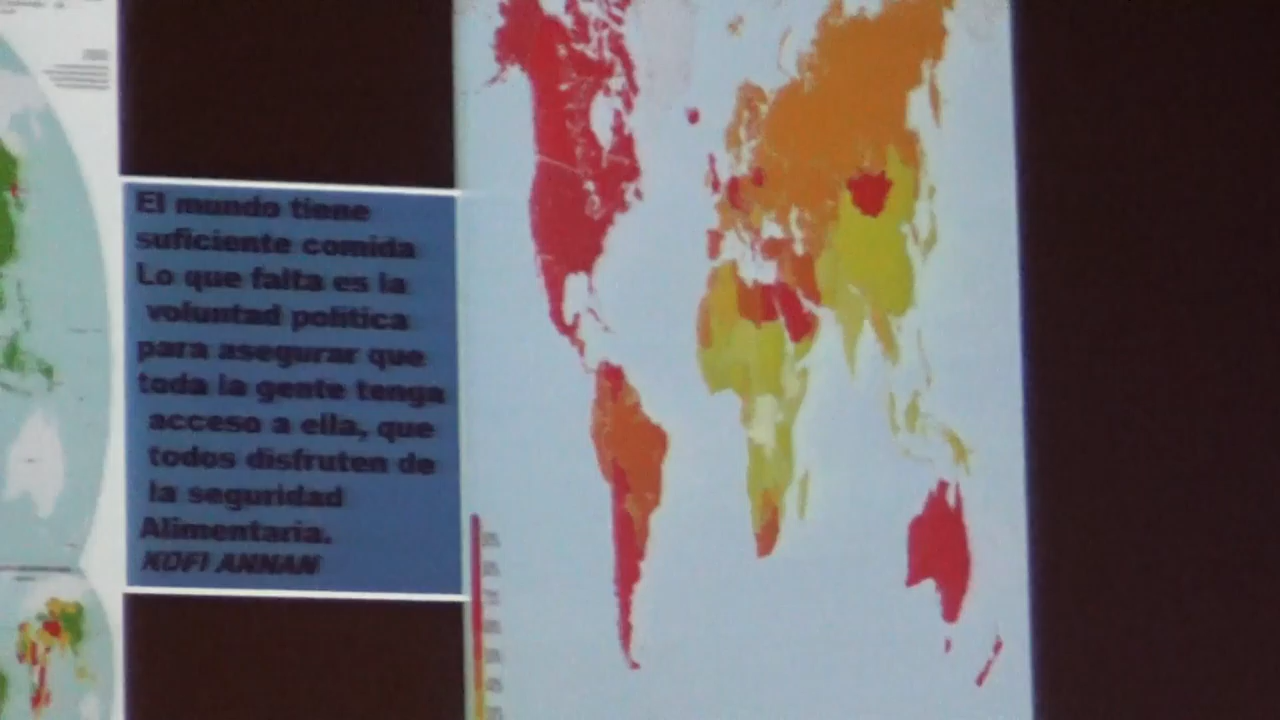 El mundo tiene
suficiente comida
Lo que falta es la
voluntad política
para asegurar que
toda la gente tenga
acceso a ella, que
todos disfruten de
la seguridad
Alimentaria.
KOFI ANNAN